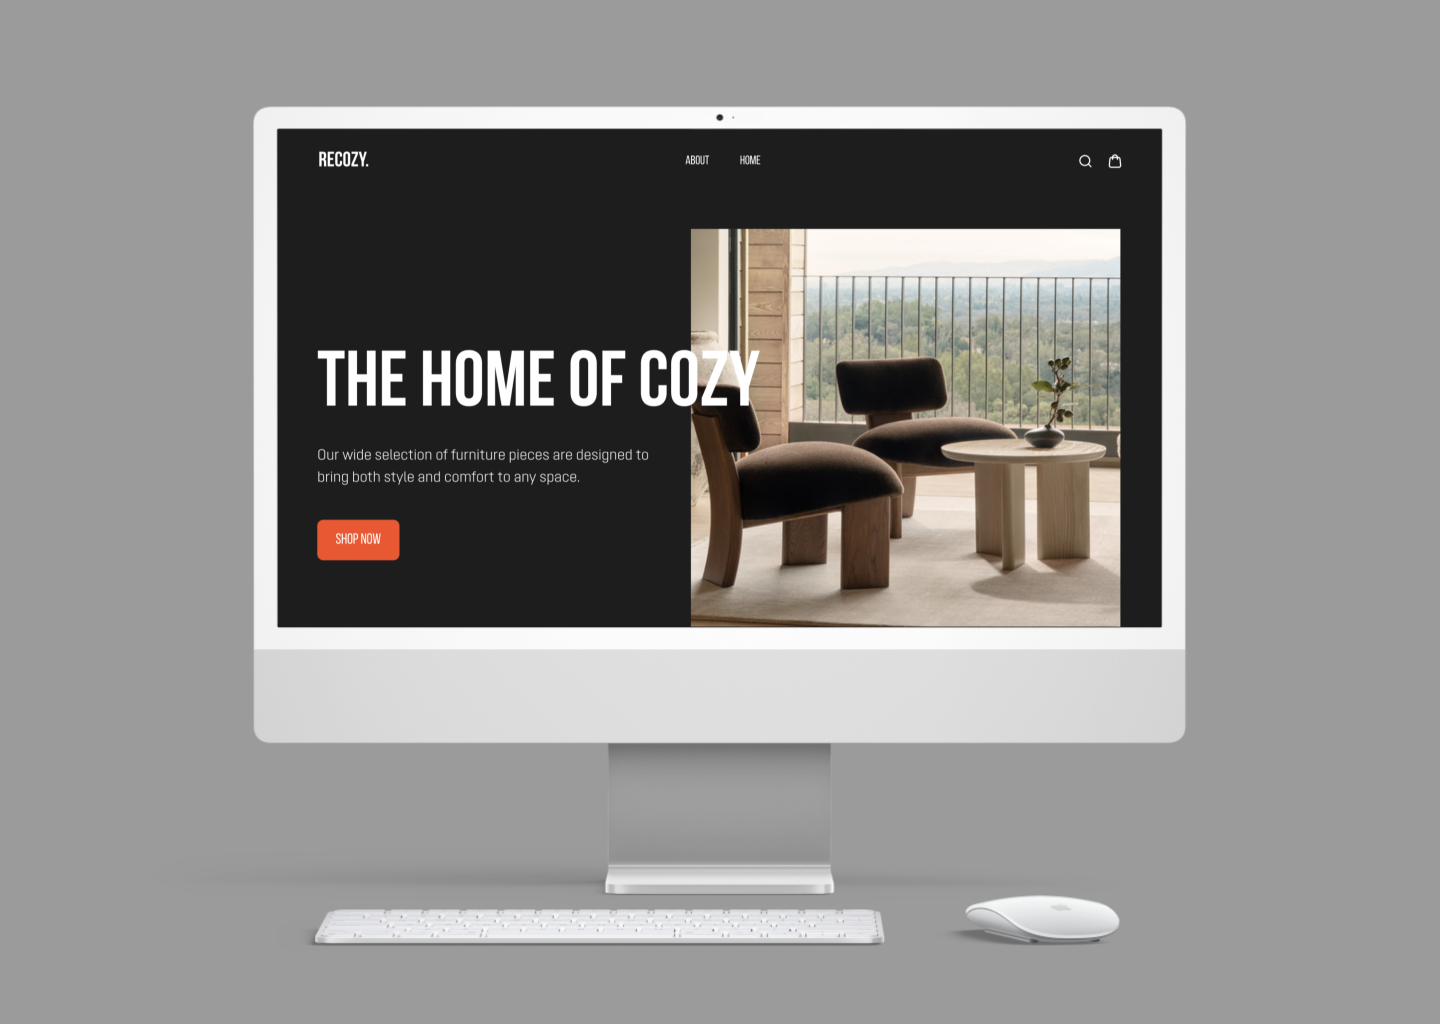 RECOZY.
ABOUT HOME
THE HOME OF COZY
Our wide selection of furniture pieces are designed to
bring both style and comfort to any space.
SHOP NOW